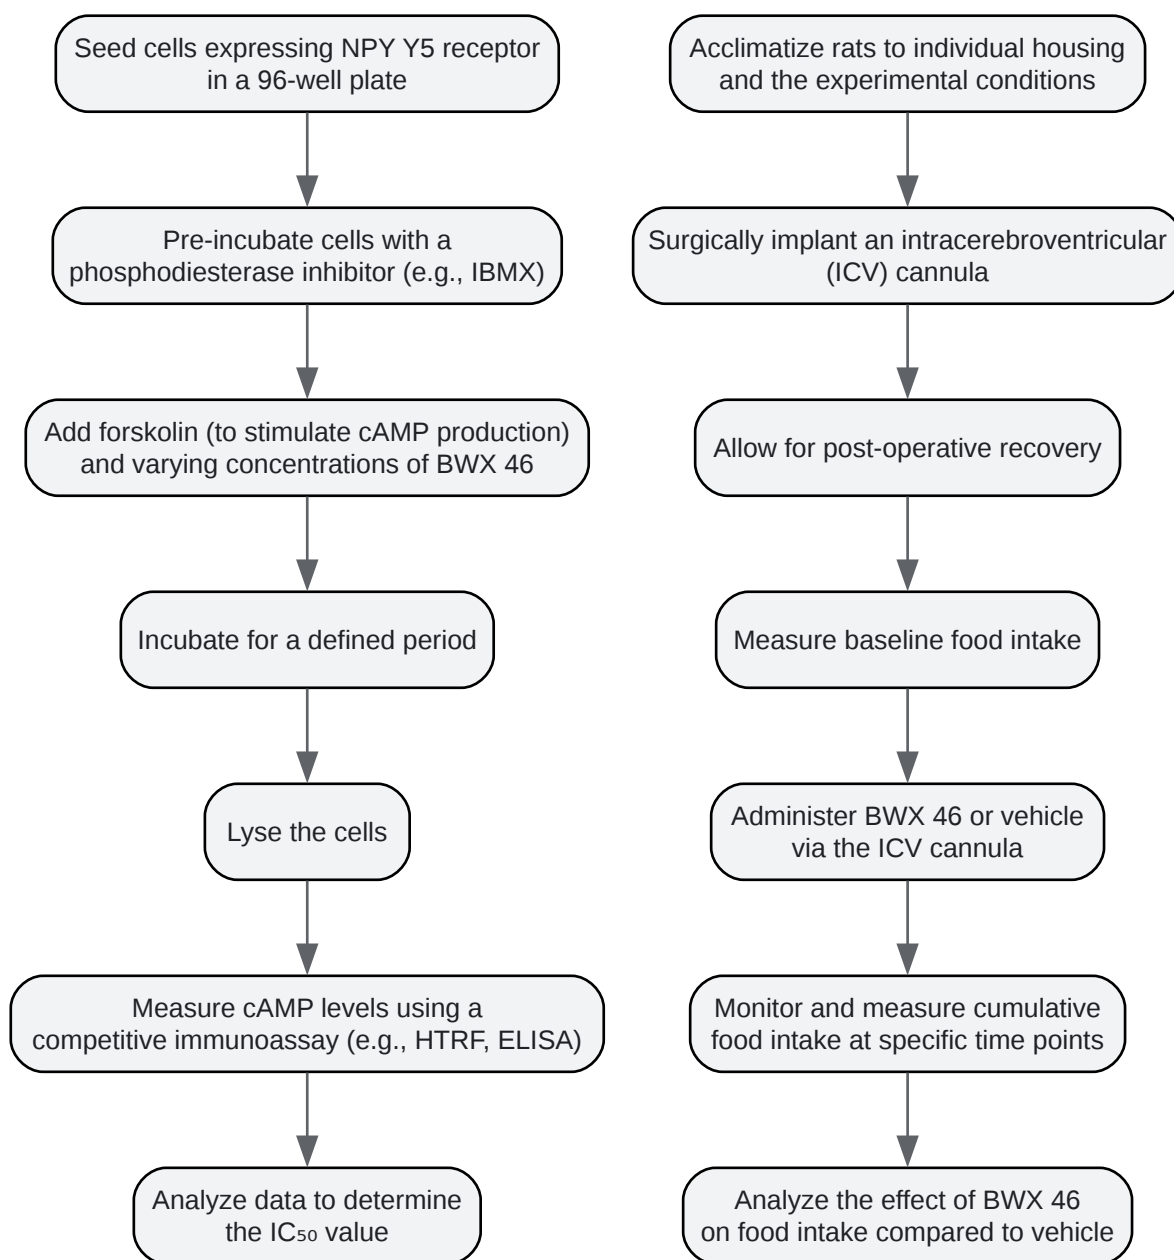 Seed cells expressing NPY Y5 receptor
in a 96-well plate
Pre-incubate cells with a
phosphodiesterase inhibitor (e.g., IBMX)
Add forskolin (to stimulate cAMP production)
and varying concentrations of BWX 46
Incubate for a defined period
Lyse the cells
Measure cAMP levels using a
competitive immunoassay (e.g., HTRF, ELISA)
Analyze data to determine
the IC₅₀ value
Acclimatize rats to individual housing
and the experimental conditions
Surgically implant an intracerebroventricular
(ICV) cannula
Allow for post-operative recovery
Measure baseline food intake
Administer BWX 46 or vehicle
via the ICV cannula
Monitor and measure cumulative
food intake at specific time points
Analyze the effect of BWX 46
on food intake compared to vehicle